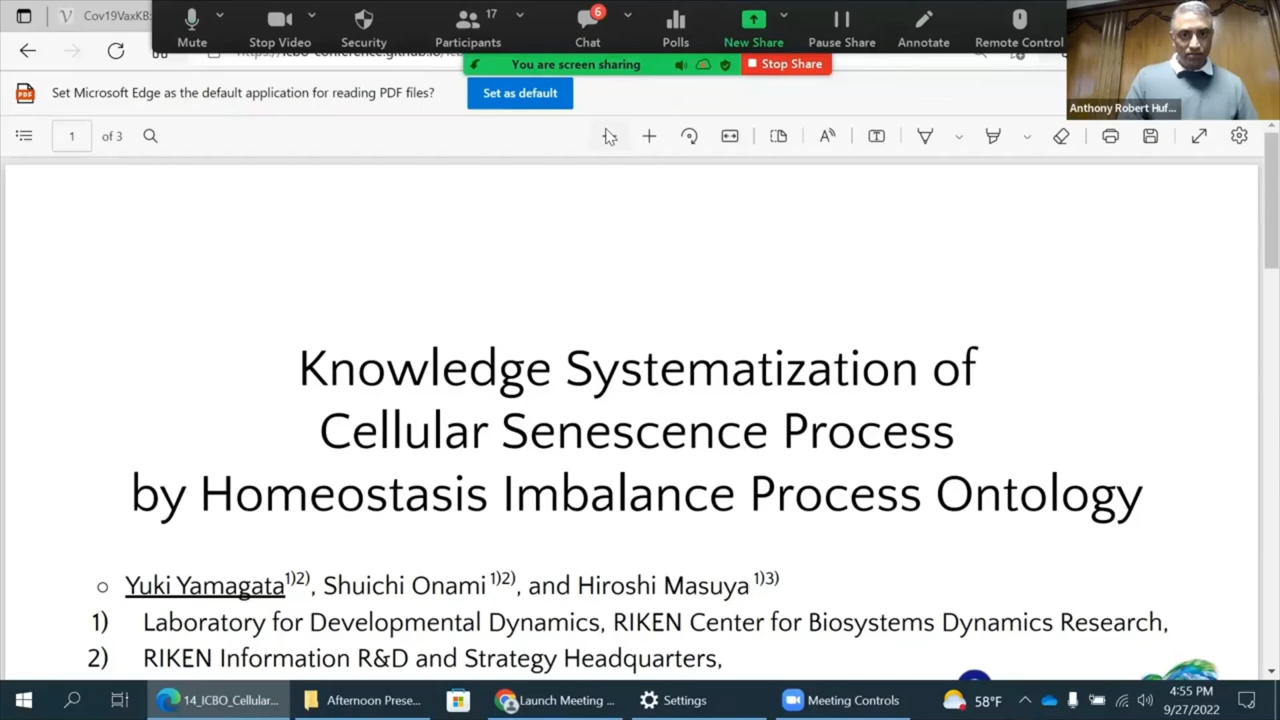 Cov19VaxKB:
17
6
Mute
Stop Video
Security
Participants
Chat
Polls
New Share
Pause Share
Annotate
Remote Control
You are screen sharing
Stop Share
Anthony Robert Huf...
PDF
Set Microsoft Edge as the default application for reading PDF files?
Set as default
1
of 3
Knowledge Systematization of
Cellular Senescence Process
by Homeostasis Imbalance Process Ontology
Yuki Yamagata1)2), Shuichi Onami1)2), and Hiroshi Masuya1)3)
1) Laboratory for Developmental Dynamics, RIKEN Center for Biosystems Dynamics Research,
2) RIKEN Information R&D and Strategy Headquarters,
14_ICBO_Cellular...
Afternoon Prese...
Launch Meeting ...
Settings
Meeting Controls
58°F
4:55 PM
9/27/2022